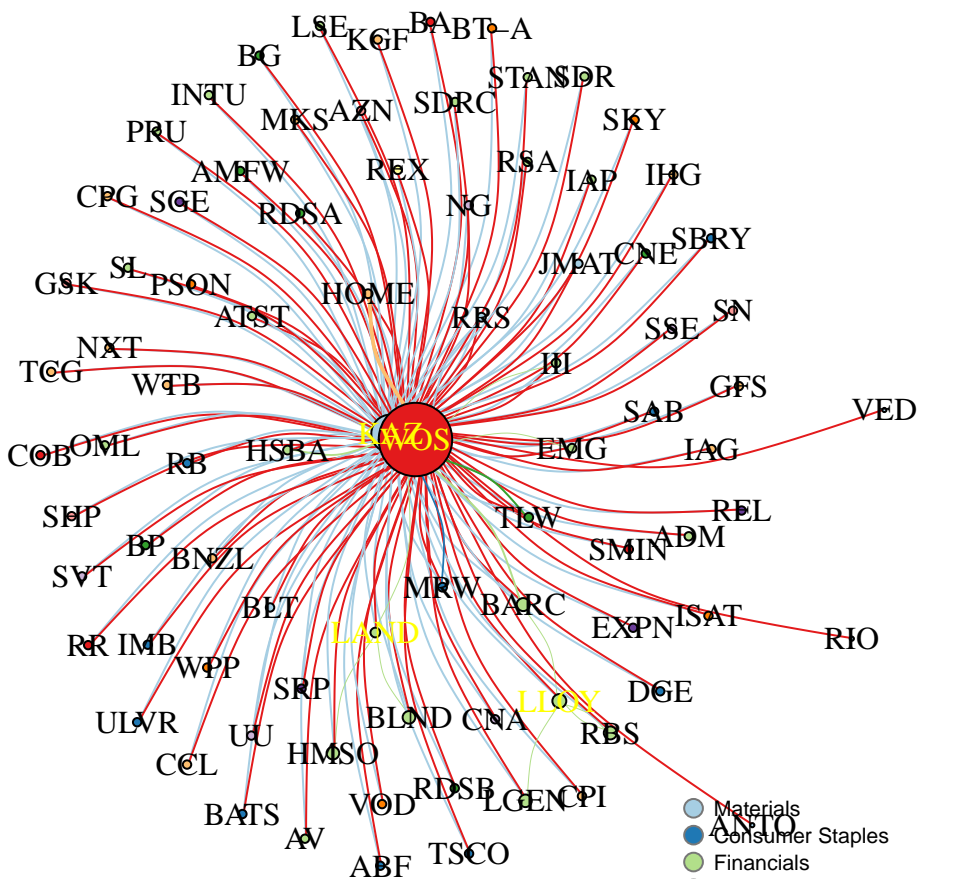 LSE
KGF
BA
BT−A
BG
INTU
STAN
SDR
MKS
AZN
SDRC
SKY
PRU
AMFW
REX
RSA
IAP
IHG
CPG
SGE
RDSA
NG
JMAT
CNE
SBRY
GSK
SL
PSON
HOME
ATST
RRS
SSE
SN
NXT
TCG
WTB
III
GFS
SAB
VED
COB
OML
RB
HSBA
KAZ
WOS
EMG
IAG
SHP
BP
BNZL
TLW
REL
SVT
SMIN
ADM
BLT
MRW
BARC
RR
IMB
LAND
EXPN
ISAT
RIO
WPP
SRP
LLOY
DGE
ULVR
UU
BLND
CNA
RBS
CCL
HMSO
BATS
VOD
RDSB
LGEN
CPI
AV
ABF
TSCO
ANTO
Materials
Consumer Staples
Financials